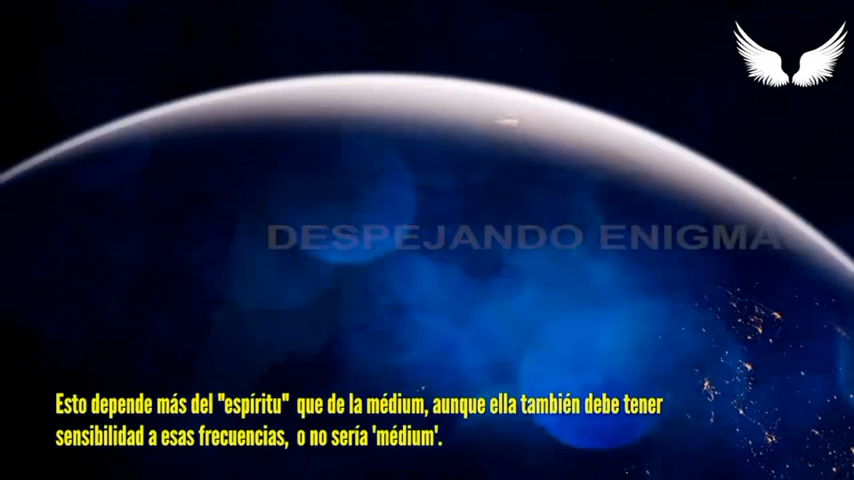 DESPEJANDO ENIGMAS
Esto depende más del "espíritu" que de la médium, aunque ella también debe tener
sensibilidad a esas frecuencias, o no sería 'médium'.